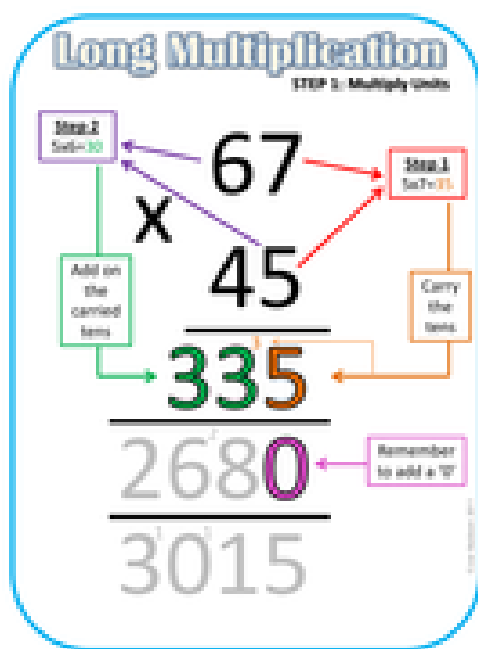 Long Multiplication
STEP 1: Multiply Units
Step 2
5x6=30
67
Step 1
5x7=35
x
45
Add on
the
carried
tens
Carry
the
tens
3
335
2680
Remember
to add a '0'
3015